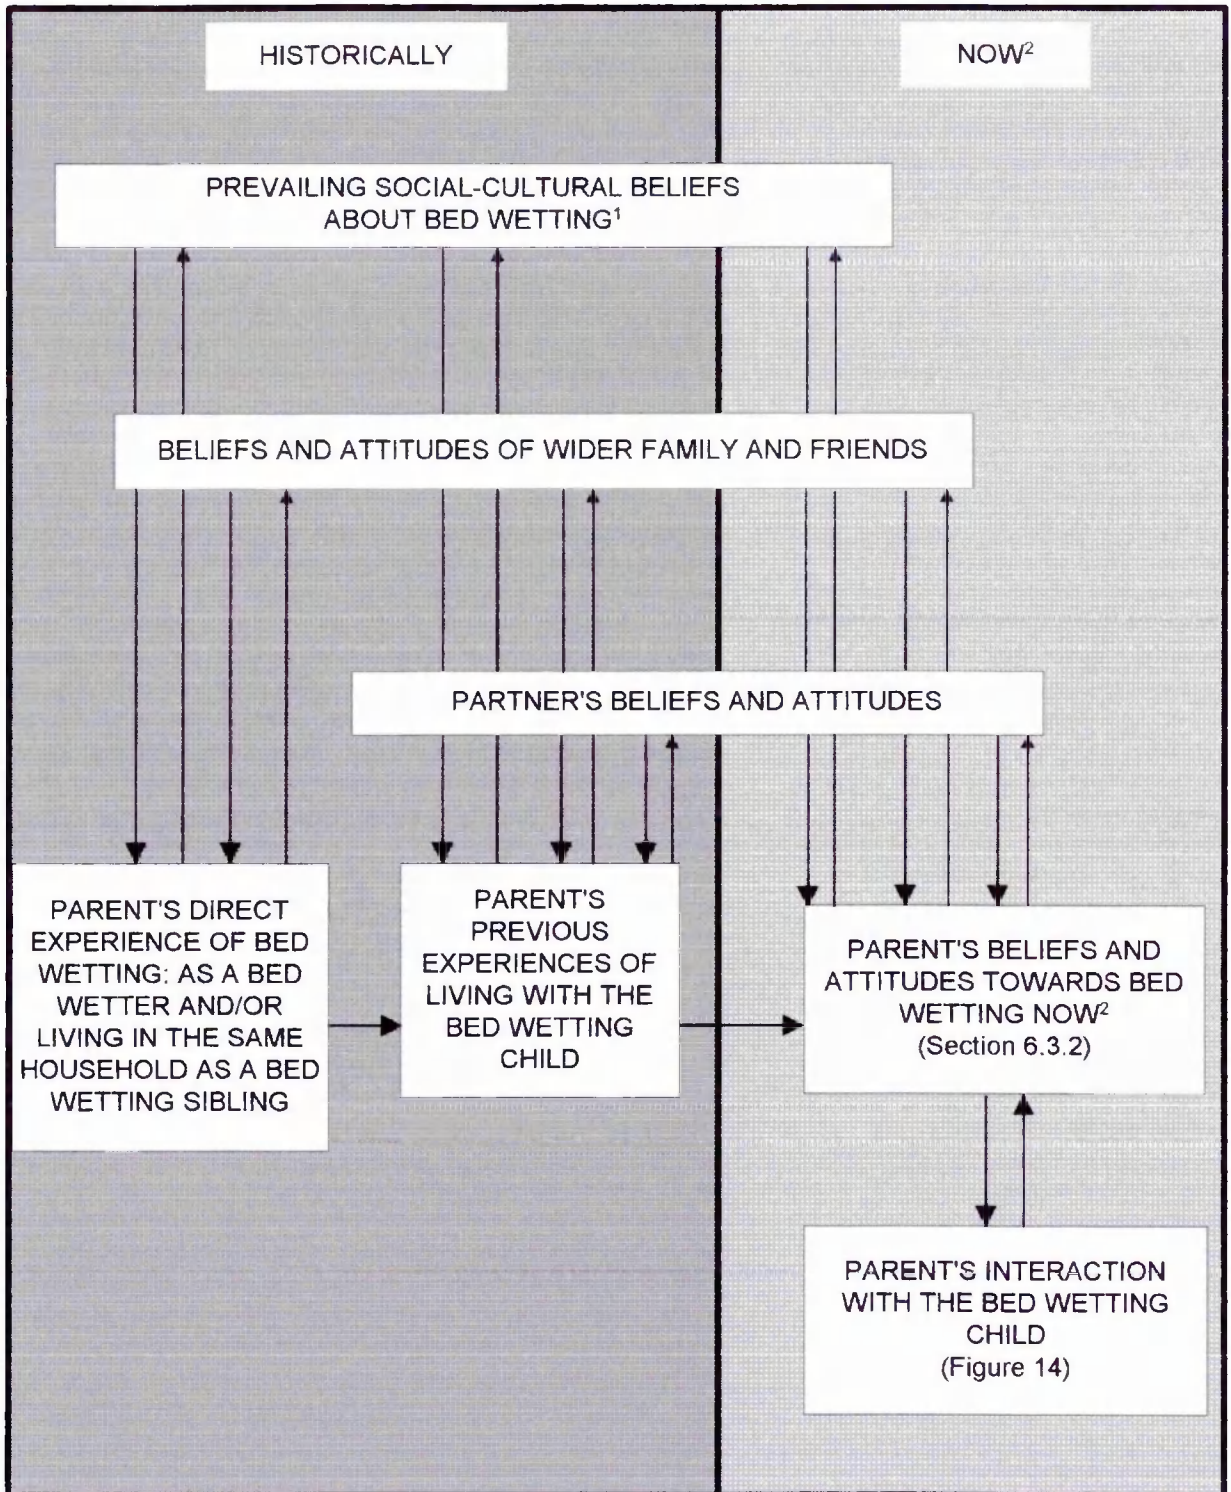 HISTORICALLY
NOW²
PREVAILING SOCIAL-CULTURAL BELIEFS
ABOUT BED WETTING¹
BELIEFS AND ATTITUDES OF WIDER FAMILY AND FRIENDS
PARTNER'S BELIEFS AND ATTITUDES
PARENT'S DIRECT
EXPERIENCE OF BED
WETTING: AS A BED
WETTER AND/OR
LIVING IN THE SAME
HOUSEHOLD AS A BED
WETTING SIBLING
PARENT'S
PREVIOUS
EXPERIENCES OF
LIVING WITH THE
BED WETTING
CHILD
PARENT'S BELIEFS AND
ATTITUDES TOWARDS BED
WETTING NOW²
(Section 6.3.2)
PARENT'S INTERACTION
WITH THE BED WETTING
CHILD
(Figure 14)